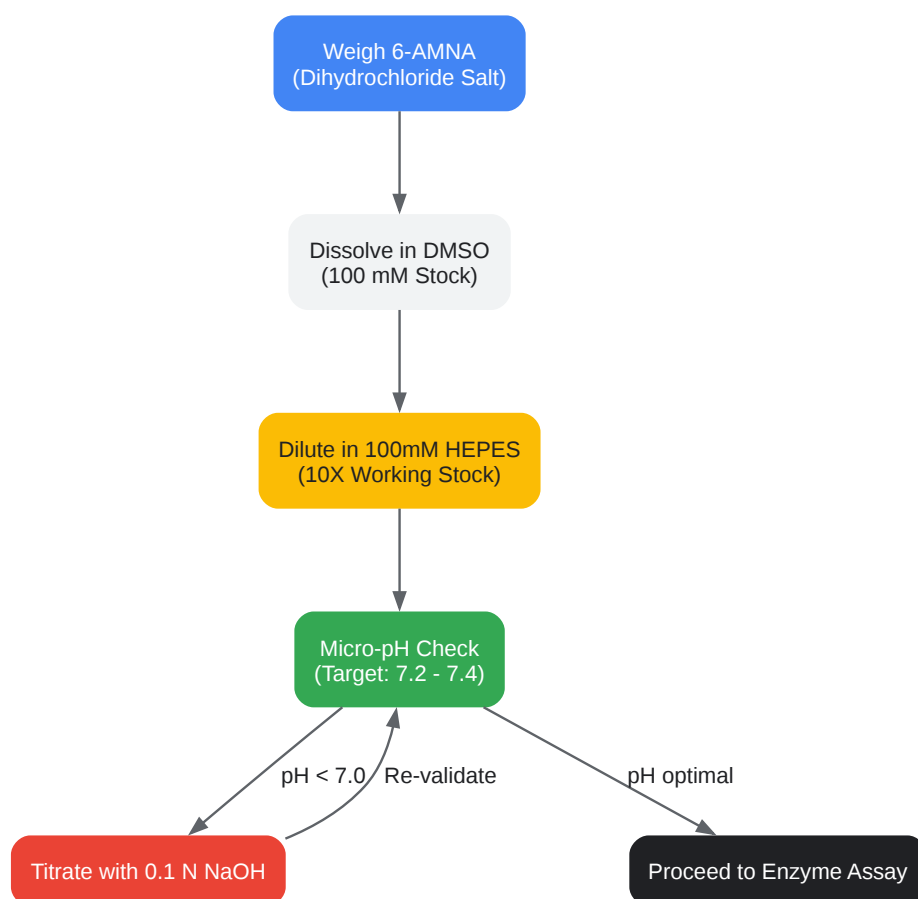 Weigh 6-AMNA
(Dihydrochloride Salt)
Dissolve in DMSO
(100 mM Stock)
Dilute in 100mM HEPES
(10X Working Stock)
Micro-pH Check
(Target: 7.2 - 7.4)
pH < 7.0
Re-validate
pH optimal
Titrate with 0.1 N NaOH
Proceed to Enzyme Assay